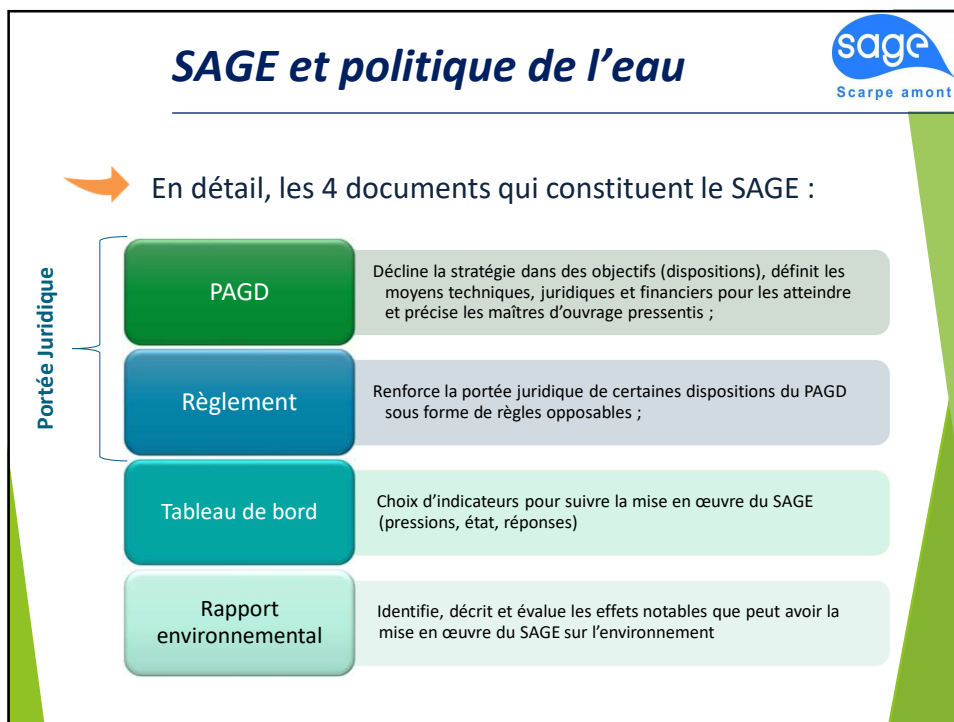 SAGE et politique de l'eau
sage
Scarpe amont
En détail, les 4 documents qui constituent le SAGE :
Portée Juridique
PAGD
Décline la stratégie dans des objectifs (dispositions), définit les
moyens techniques, juridiques et financiers pour les atteindre
et précise les maîtres d'ouvrage pressentis ;
Règlement
Renforce la portée juridique de certaines dispositions du PAGD
sous forme de règles opposables ;
Tableau de bord
Choix d'indicateurs pour suivre la mise en œuvre du SAGE
(pressions, état, réponses)
Rapport
environnemental
Identifie, décrit et évalue les effets notables que peut avoir la
mise en œuvre du SAGE sur l'environnement